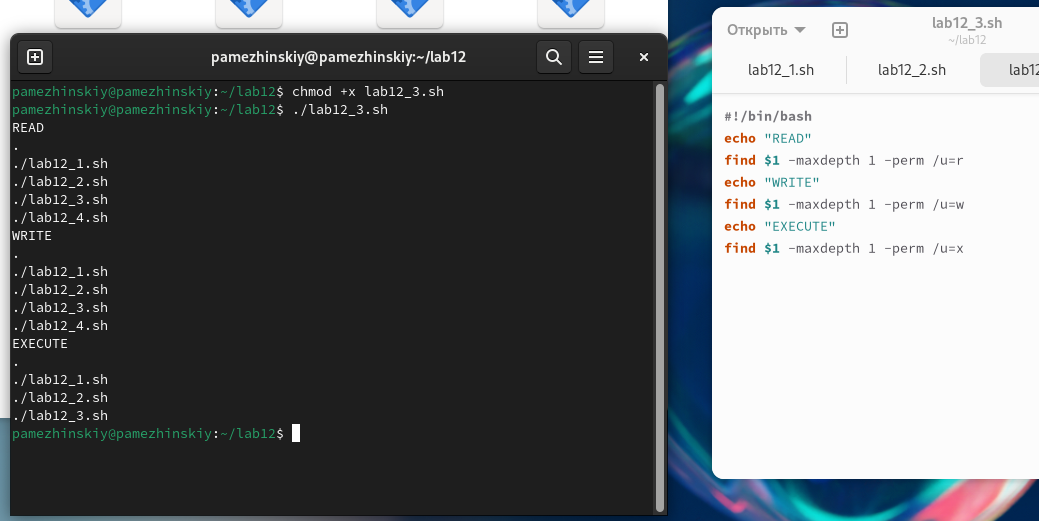 pamezhinskiy@pamezhinskiy:~/lab12
pamezhinskiy@pamezhinskiy:~/lab12$ chmod +x lab12_3.sh
pamezhinskiy@pamezhinskiy:~/lab12$ ./lab12_3.sh
READ
.
./lab12_1.sh
./lab12_2.sh
./lab12_3.sh
./lab12_4.sh
WRITE
.
./lab12_1.sh
./lab12_2.sh
./lab12_3.sh
./lab12_4.sh
EXECUTE
.
./lab12_1.sh
./lab12_2.sh
./lab12_3.sh
pamezhinskiy@pamezhinskiy:~/lab12$
Открыть
lab12_3.sh
~/lab12
lab12_1.sh lab12_2.sh lab12
#!/bin/bash
echo "READ"
find $1 -maxdepth 1 -perm /u=r
echo "WRITE"
find $1 -maxdepth 1 -perm /u=w
echo "EXECUTE"
find $1 -maxdepth 1 -perm /u=x